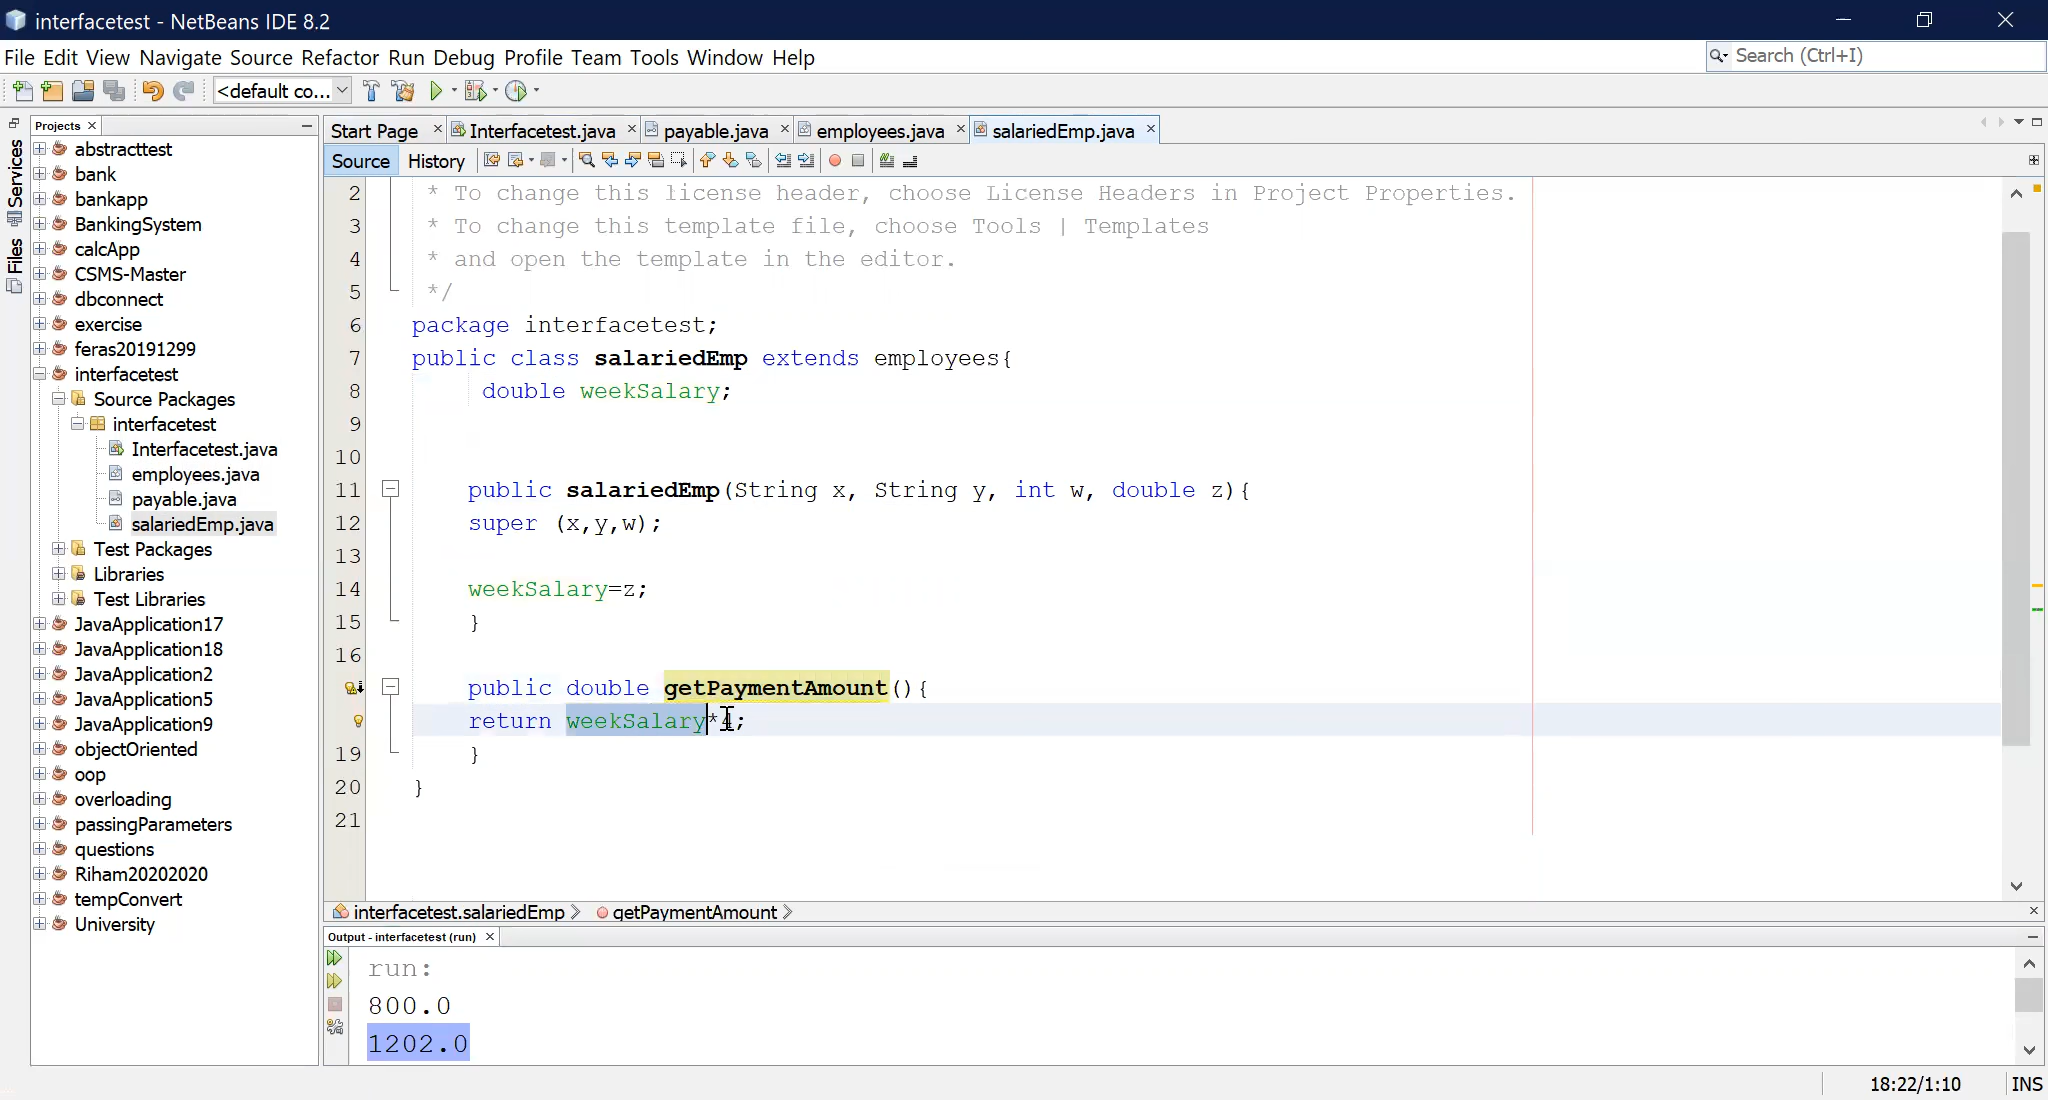 interfacetest - NetBeans IDE 8.2
File Edit View Navigate Source Refactor Run Debug Profile Team Tools Window Help
Search (Ctrl+I)
<default co...
Projects
Start Page
Interfacetest.java
payable.java
employees.java
salariedEmp.java
Services
Files
Source History
abstracttest
bank
bankapp
BankingSystem
calcApp
CSMS-Master
dbconnect
exercise
feras20191299
interfacetest
Source Packages
interfacetest
Interfacetest.java
employees.java
payable.java
salariedEmp.java
Test Packages
Libraries
Test Libraries
JavaApplication17
JavaApplication18
JavaApplication2
JavaApplication5
JavaApplication9
objectOriented
oop
overloading
passingParameters
questions
Riham20202020
tempConvert
University
2 * To change this license header, choose License Headers in Project Properties.
3 * To change this template file, choose Tools | Templates
4 * and open the template in the editor.
5 */
6 package interfacetest;
7 public class salariedEmp extends employees{
8 double weekSalary;
9
10
11 public salariedEmp(String x, String y, int w, double z){
12 super (x,y,w);
13
14 weekSalary=z;
15 }
16
public double getPaymentAmount(){
return weekSalary*4;
19 }
20 }
21
interfacetest.salariedEmp
getPaymentAmount
Output - interfacetest (run)
run:
800.0
1202.0
18:22/1:10
INS